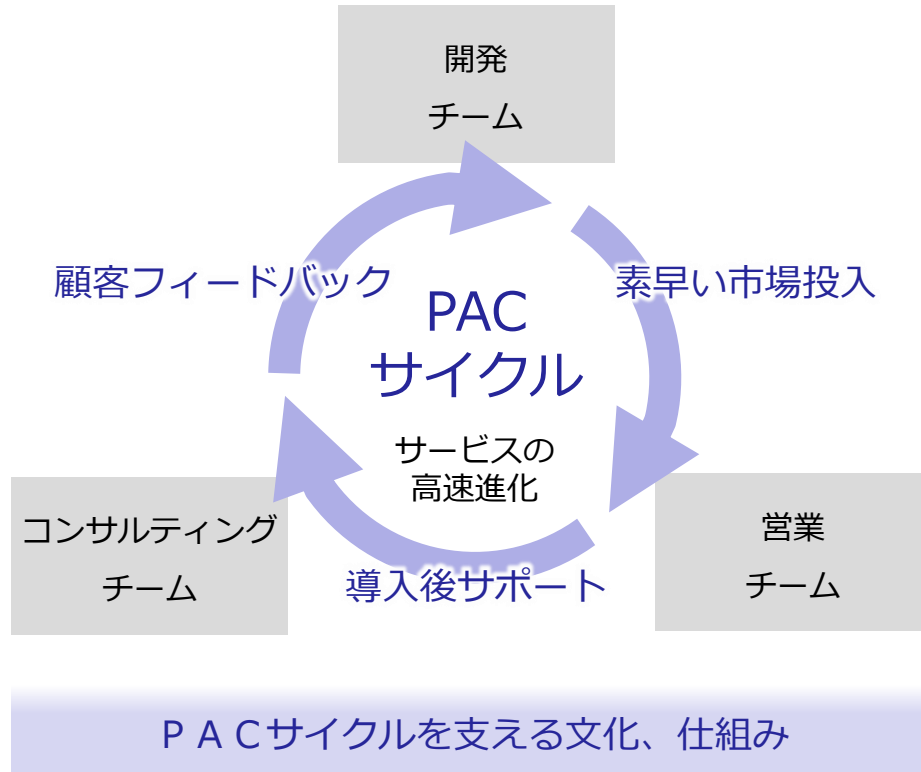 開発
チーム
顧客フィードバック
素早い市場投入
PAC
サイクル
サービスの
高速進化
コンサルティング
チーム
導入後サポート
営業
チーム
ＰＡＣサイクルを支える文化、仕組み